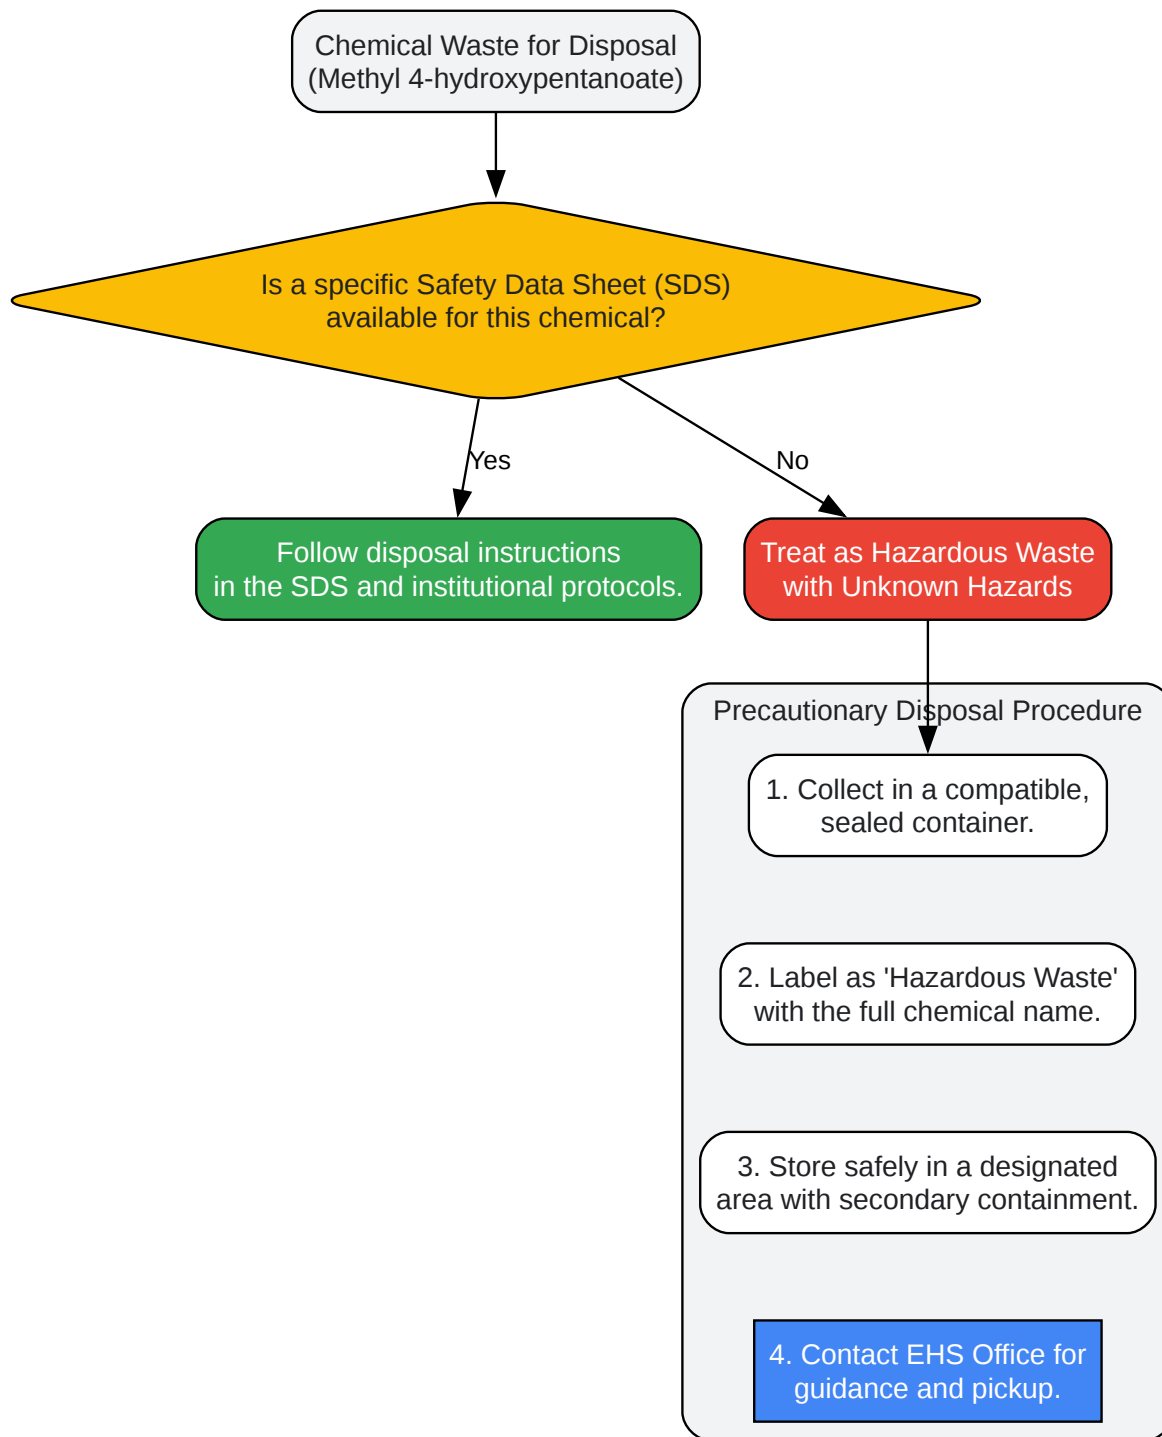 Chemical Waste for Disposal
(Methyl 4-hydroxypentanoate)
Is a specific Safety Data Sheet (SDS)
available for this chemical?
Yes
No
Follow disposal instructions
in the SDS and institutional protocols.
Treat as Hazardous Waste
with Unknown Hazards
Precautionary Disposal Procedure
1. Collect in a compatible,
sealed container.
2. Label as 'Hazardous Waste'
with the full chemical name.
3. Store safely in a designated
area with secondary containment.
4. Contact EHS Office for
guidance and pickup.